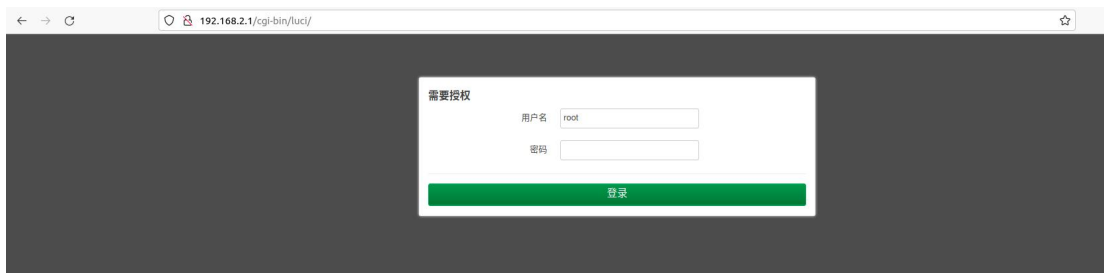 192.168.2.1/cgi-bin/luci/
需要授权
用户名 root
密码
登录